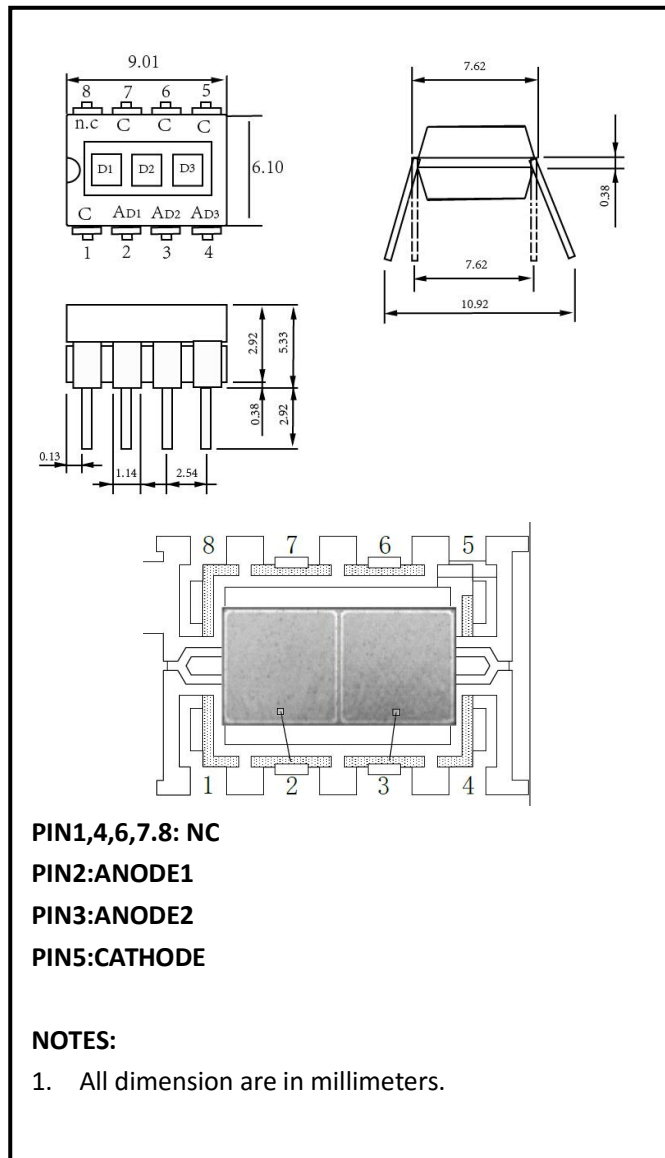 9.01
8 7 6 5
n.c C C C
D1 D2 D3
6.10
C AD1 AD2 AD3
1 2 3 4
7.62
0.38
7.62
10.92
2.92
5.33
0.38
2.92
0.13
1.14
2.54
8 7 6 5
1 2 3 4
PIN1,4,6,7.8: NC
PIN2:ANODE1
PIN3:ANODE2
PIN5:CATHODE
NOTES:
1. All dimension are in millimeters.